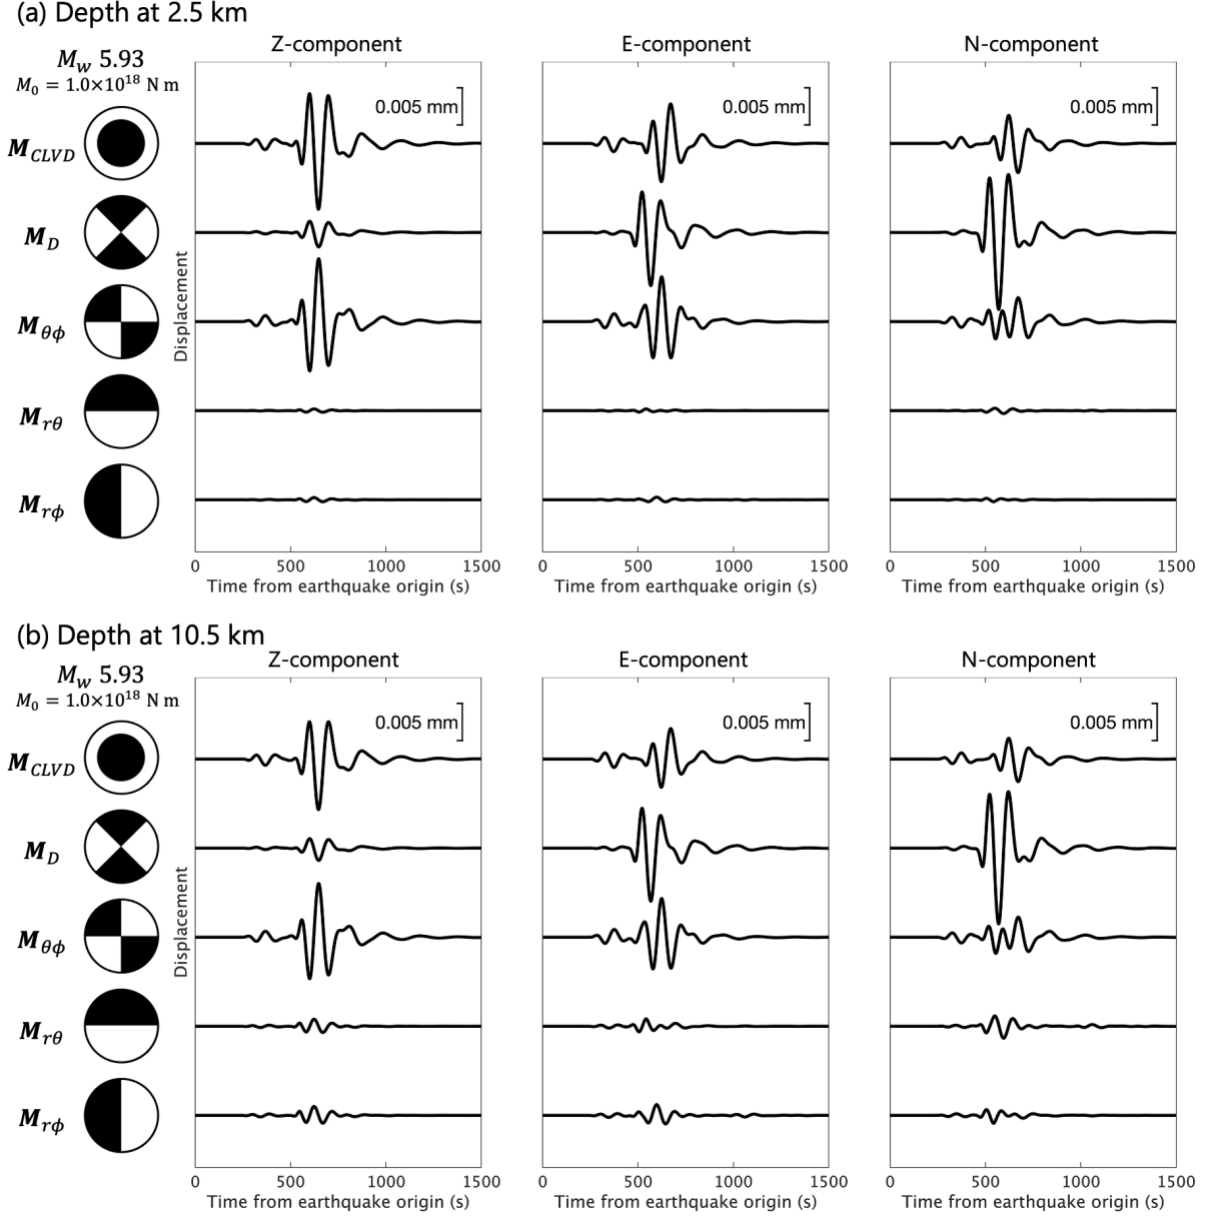 (a) Depth at 2.5 km
Z-component E-component N-component
M_w 5.93
M_0 = 1.0×10^18 N m
0.005 mm 0.005 mm 0.005 mm
M_CLVD
M_D
Displacement
M_θϕ
M_rθ
M_rϕ
0 500 1000 1500 0 500 1000 1500 0 500 1000 1500
Time from earthquake origin (s) Time from earthquake origin (s) Time from earthquake origin (s)
(b) Depth at 10.5 km
Z-component E-component N-component
M_w 5.93
M_0 = 1.0×10^18 N m
0.005 mm 0.005 mm 0.005 mm
M_CLVD
M_D
Displacement
M_θϕ
M_rθ
M_rϕ
0 500 1000 1500 0 500 1000 1500 0 500 1000 1500
Time from earthquake origin (s) Time from earthquake origin (s) Time from earthquake origin (s)